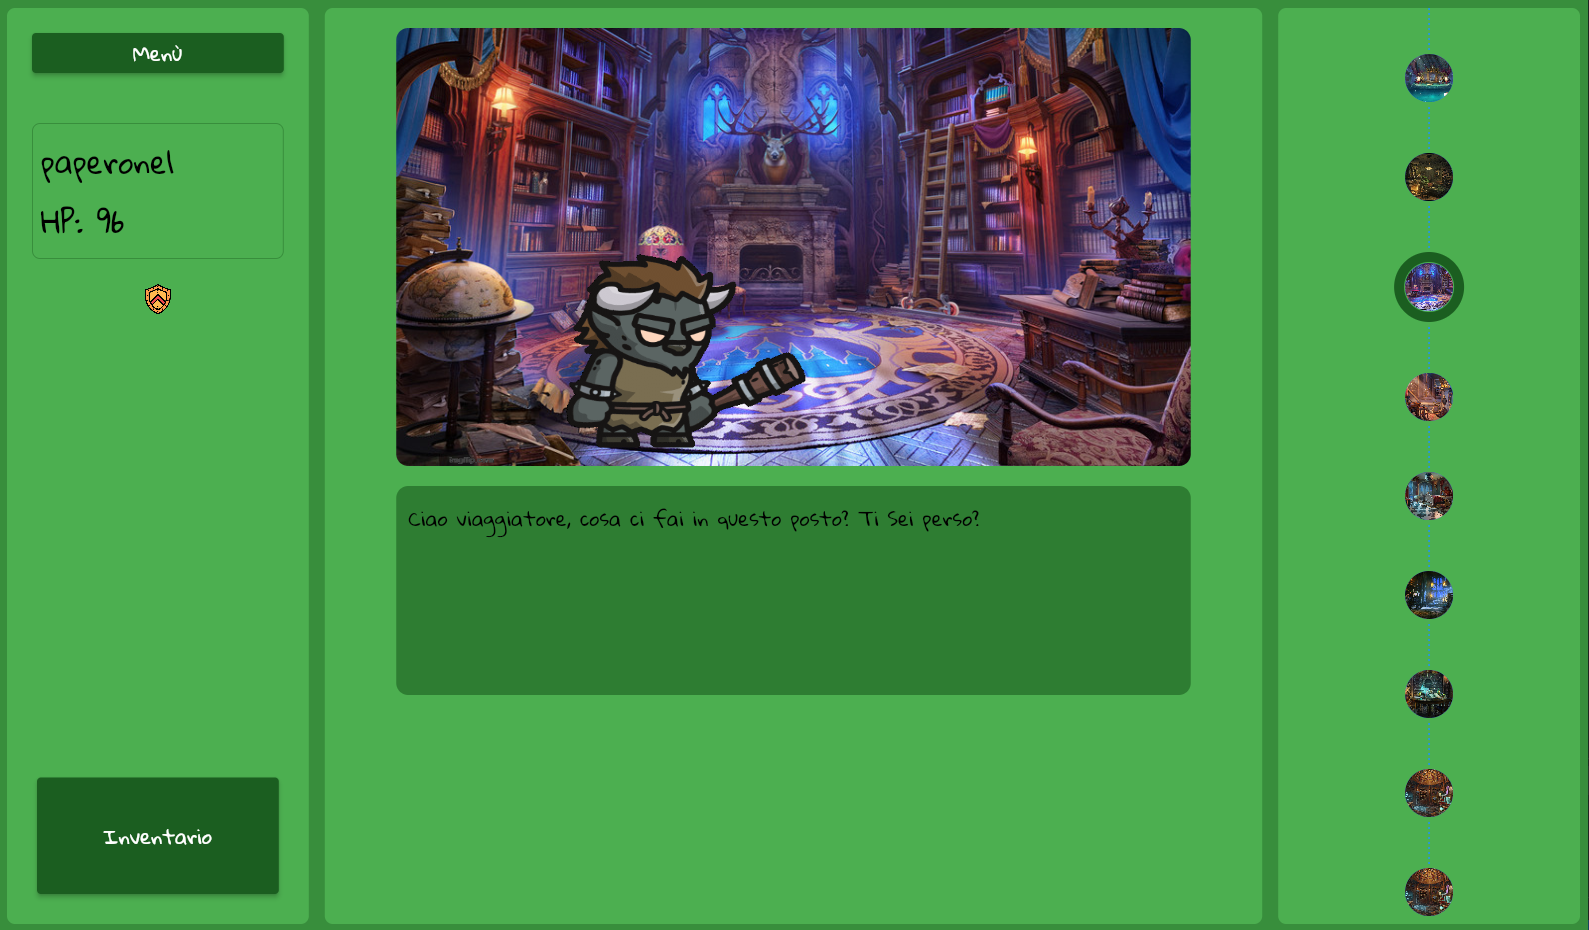 Menù
paperonel
HP: 96
Ciao viaggiatore, cosa ci fai in questo posto? Ti sei perso?
Inventario